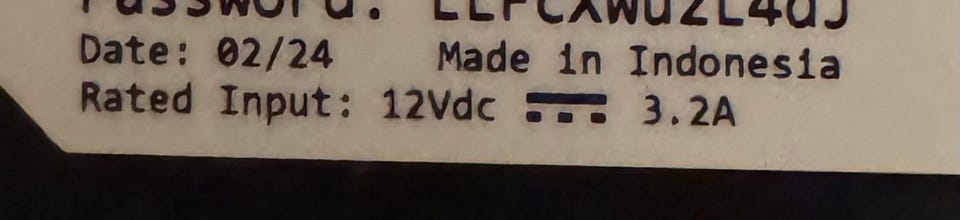 Date: 02/24 Made in Indonesia
Rated Input: 12Vdc 3.2A